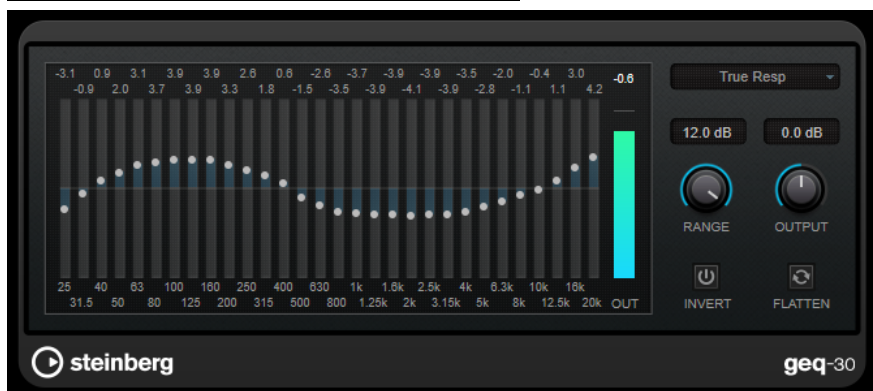 -3.1 0.9 3.1 3.9 3.9 2.6 0.6 -2.6 -3.7 -3.9 -3.9 -3.5 -2.0 -0.4 3.0
-0.9 2.0 3.7 3.9 3.3 1.8 -1.5 -3.5 -3.9 -4.1 -3.9 -2.8 -1.1 1.1 4.2
-0.6
True Resp
12.0 dB 0.0 dB
RANGE OUTPUT
25 40 63 100 160 250 400 630 1k 1.6k 2.5k 4k 6.3k 10k 16k
31.5 50 80 125 200 315 500 800 1.25k 2k 3.15k 5k 8k 12.5k 20k OUT
INVERT FLATTEN
steinberg
geq-30